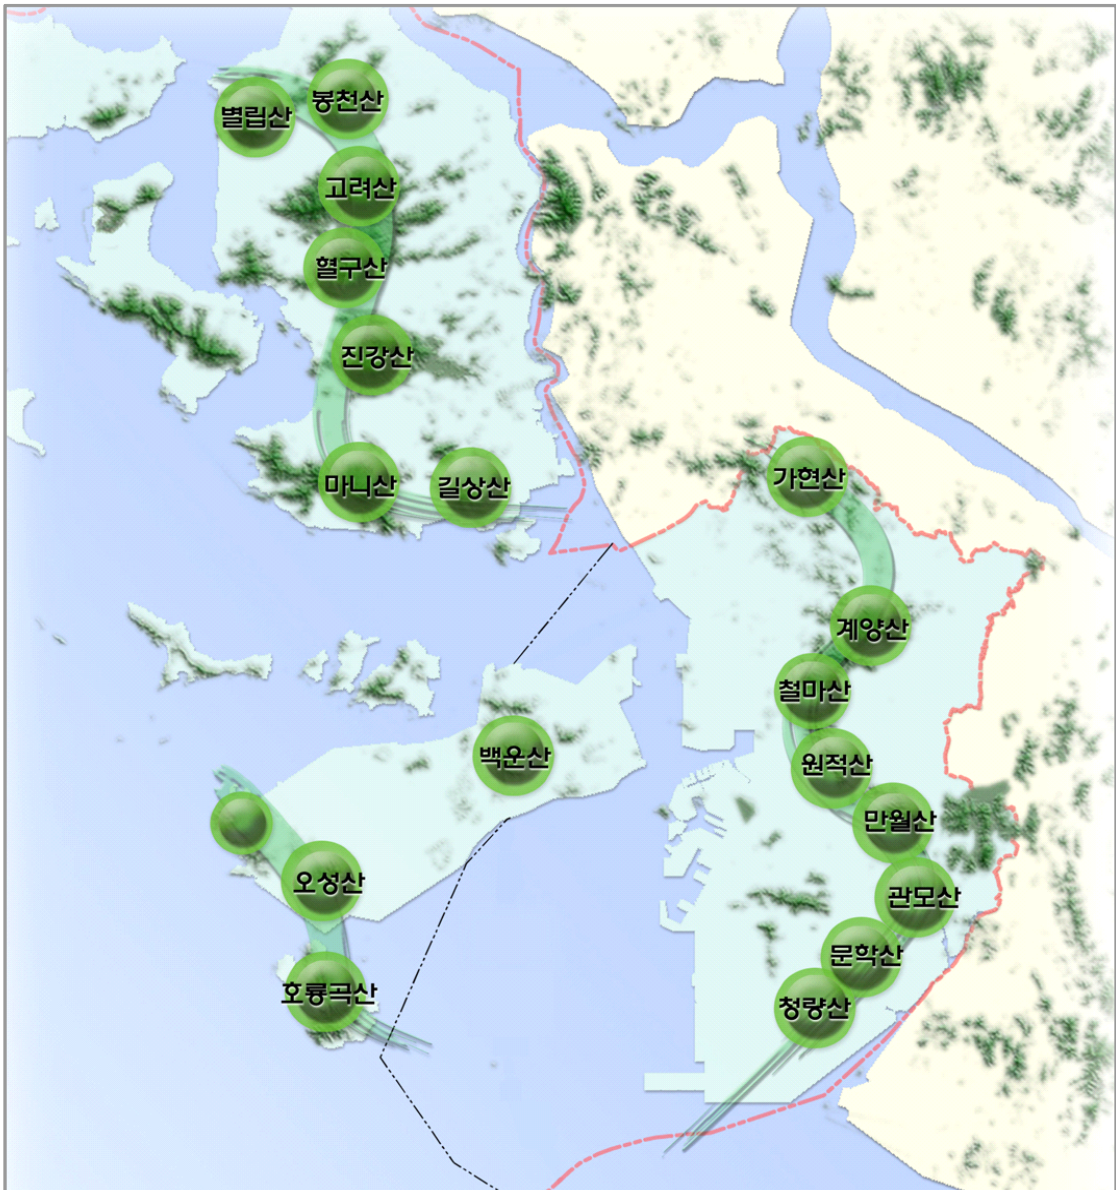 별립산
봉천산
고려산
혈구산
진강산
마니산
길상산
가현산
계양산
철마산
백운산
원적산
만월산
오성산
관모산
문학산
호룡곡산
청량산